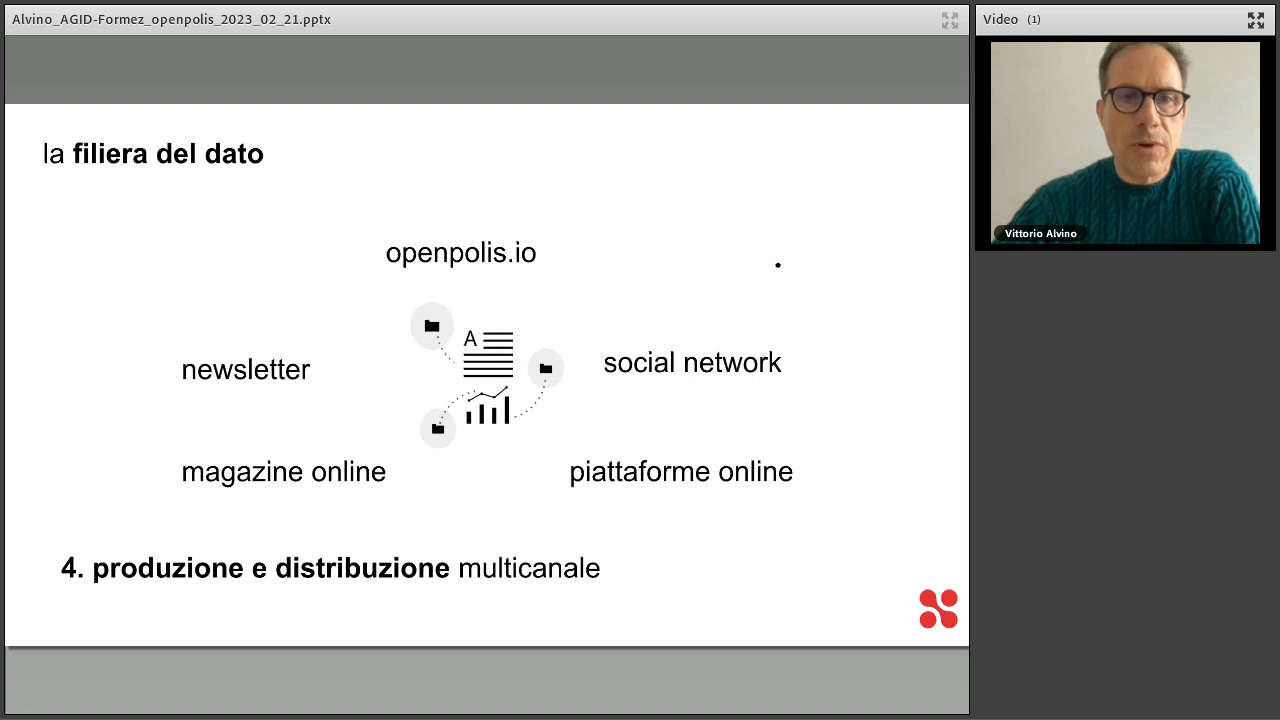 Alvino_AGID-Formez_openpolis_2023_02_21.pptx
Video (1)
Vittorio Alvino
la filiera del dato
openpolis.io
A
newsletter
social network
magazine online
piattaforme online
4. produzione e distribuzione multicanale